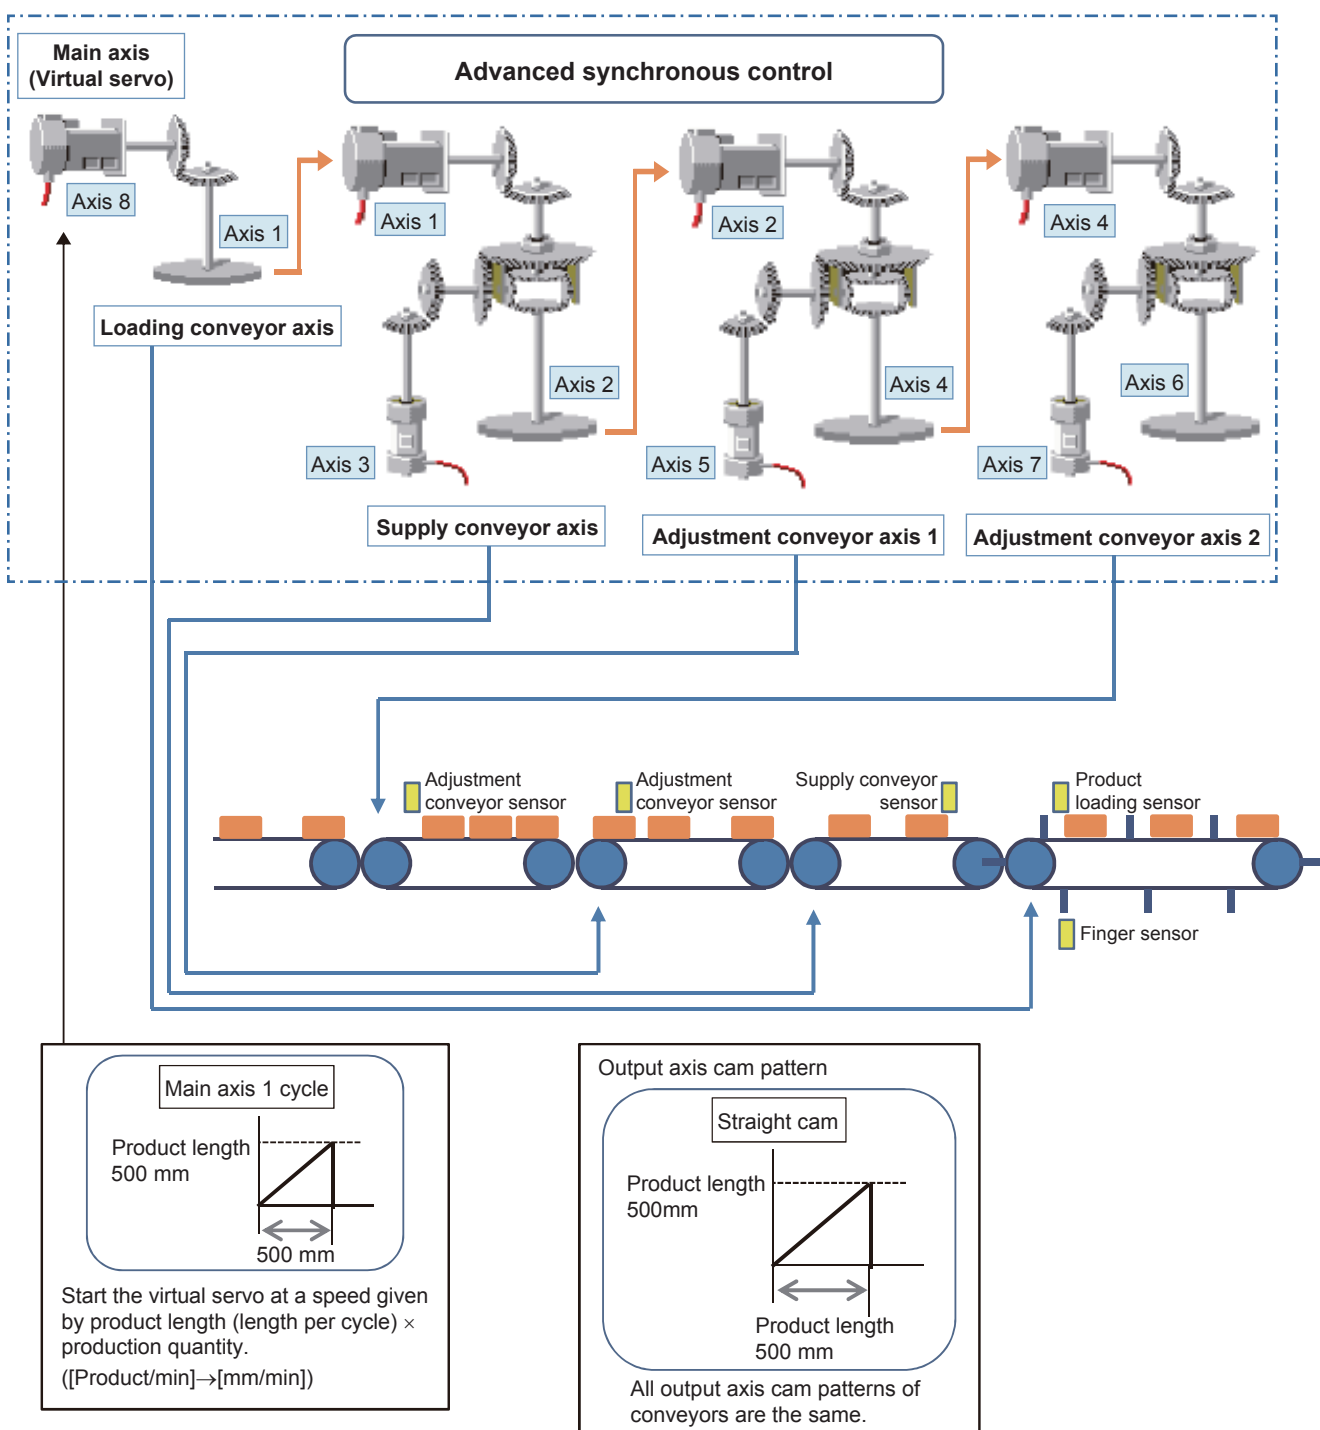 Main axis
(Virtual servo)
Advanced synchronous control
Axis 8
Axis 1
Axis 1
Axis 2
Axis 4
Loading conveyor axis
Axis 2
Axis 4
Axis 6
Axis 3
Axis 5
Axis 7
Supply conveyor axis
Adjustment conveyor axis 1
Adjustment conveyor axis 2
Adjustment
conveyor sensor
Adjustment
conveyor sensor
Supply conveyor
sensor
Product
loading sensor
Finger sensor
Main axis 1 cycle
Product length
500 mm
500 mm
Start the virtual servo at a speed given
by product length (length per cycle) ×
production quantity.
([Product/min]→[mm/min])
Output axis cam pattern
Straight cam
Product length
500mm
Product length
500 mm
All output axis cam patterns of
conveyors are the same.